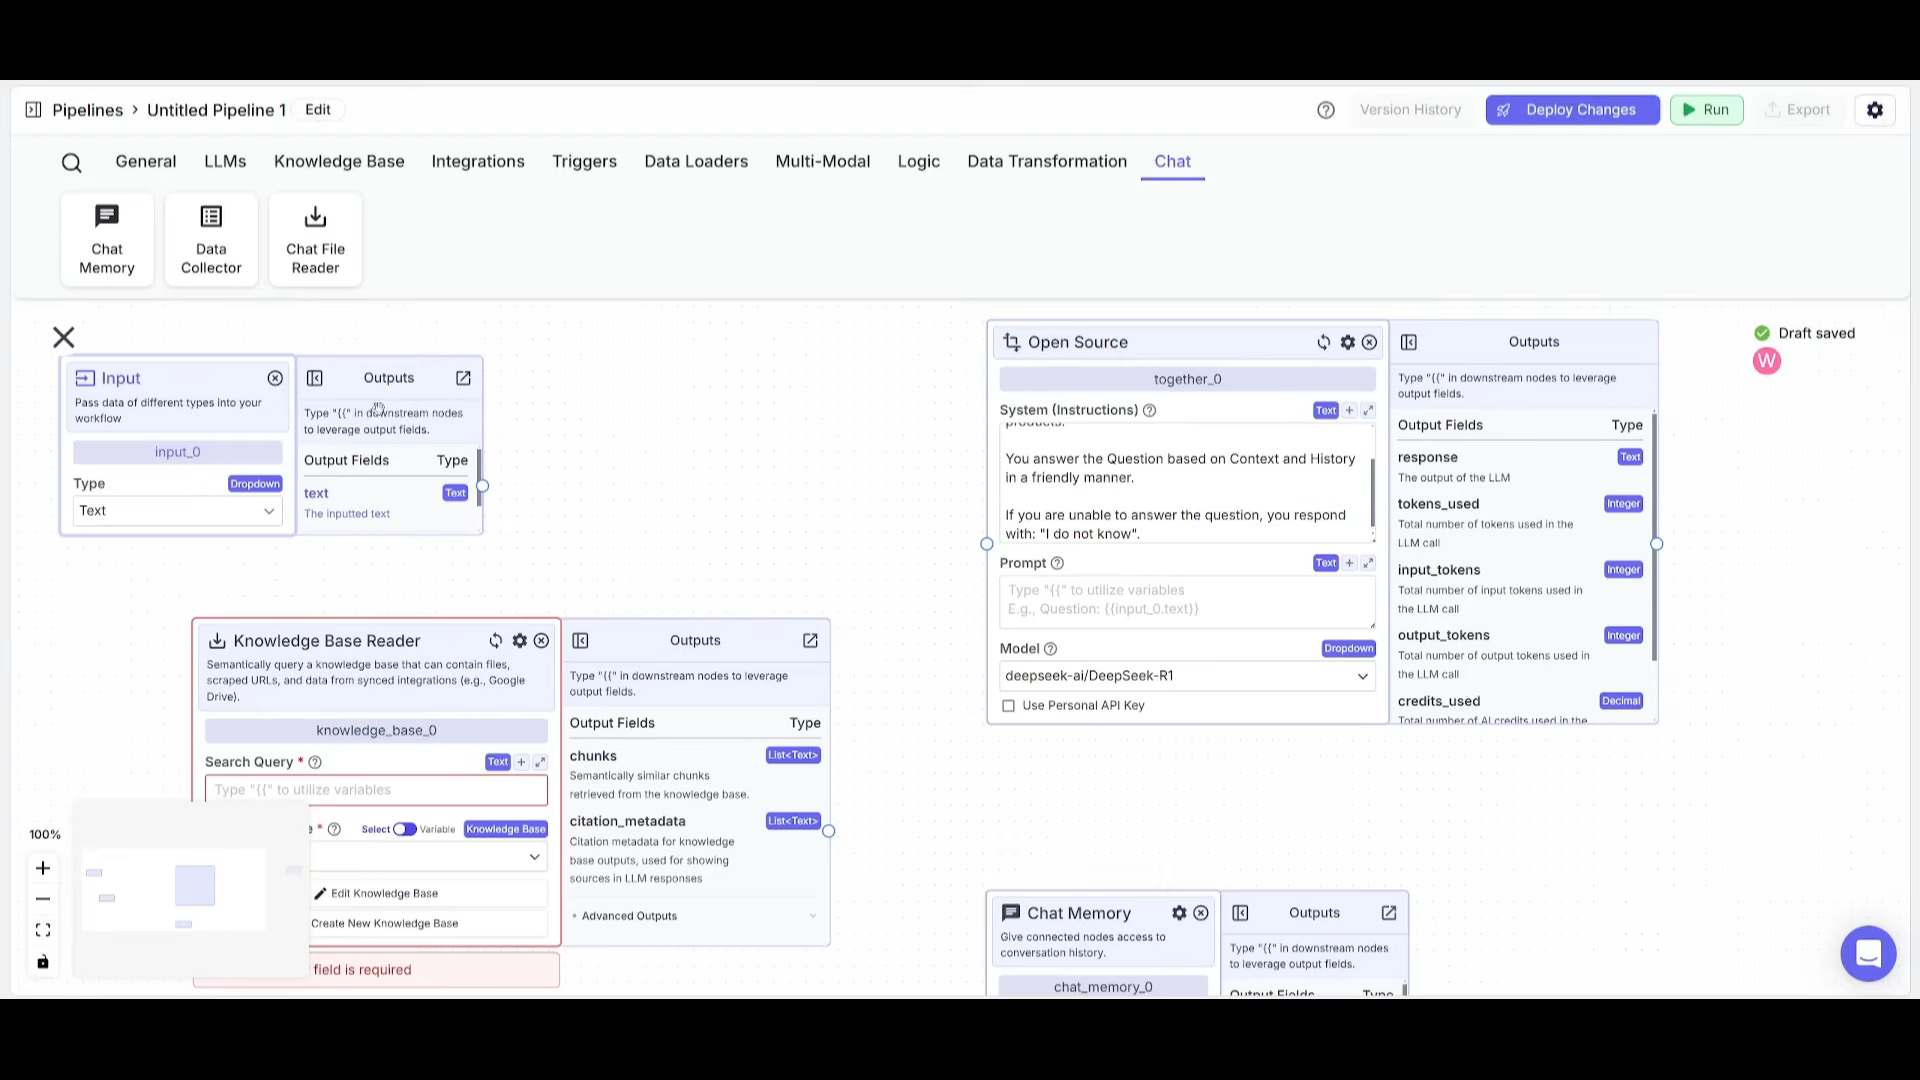 Pipelines > Untitled Pipeline 1 Edit
Version History
Deploy Changes
Run
Export
General LLMs Knowledge Base Integrations Triggers Data Loaders Multi-Modal Logic Data Transformation Chat
Chat
Memory
Data
Collector
Chat File
Reader
Draft saved
W
Input
Pass data of different types into your
workflow
input_0
Type Dropdown
Text
Outputs
Type "{{" in downstream nodes
to leverage output fields.
Output Fields Type
text Text
The inputted text
Open Source
together_0
System (Instructions) Text
products.
You answer the Question based on Context and History
in a friendly manner.
If you are unable to answer the question, you respond
with: "I do not know".
Prompt Text
Type "{{" to utilize variables
E.g., Question: {{input_0.text}}
Model Dropdown
deepseek-ai/DeepSeek-R1
Use Personal API Key
Outputs
Type "{{" in downstream nodes to leverage
output fields.
Output Fields Type
response Text
The output of the LLM
tokens_used Integer
Total number of tokens used in the
LLM call
input_tokens Integer
Total number of input tokens used in
the LLM call
output_tokens Integer
Total number of output tokens used in
the LLM call
credits_used Decimal
Total number of AI credits used in the
Knowledge Base Reader
Semantically query a knowledge base that can contain files,
scraped URLs, and data from synced integrations (e.g., Google
Drive).
knowledge_base_0
Search Query * Text
Type "{{" to utilize variables
e * Select Variable Knowledge Base
Edit Knowledge Base
Create New Knowledge Base
field is required
Outputs
Type "{{" in downstream nodes to leverage
output fields.
Output Fields Type
chunks List<Text>
Semantically similar chunks
retrieved from the knowledge base.
citation_metadata List<Text>
Citation metadata for knowledge
base outputs, used for showing
sources in LLM responses
Advanced Outputs
Chat Memory
Give connected nodes access to
conversation history.
chat_memory_0
Outputs
Type "{{" in downstream nodes
to leverage output fields.
Output Fields Type
100%